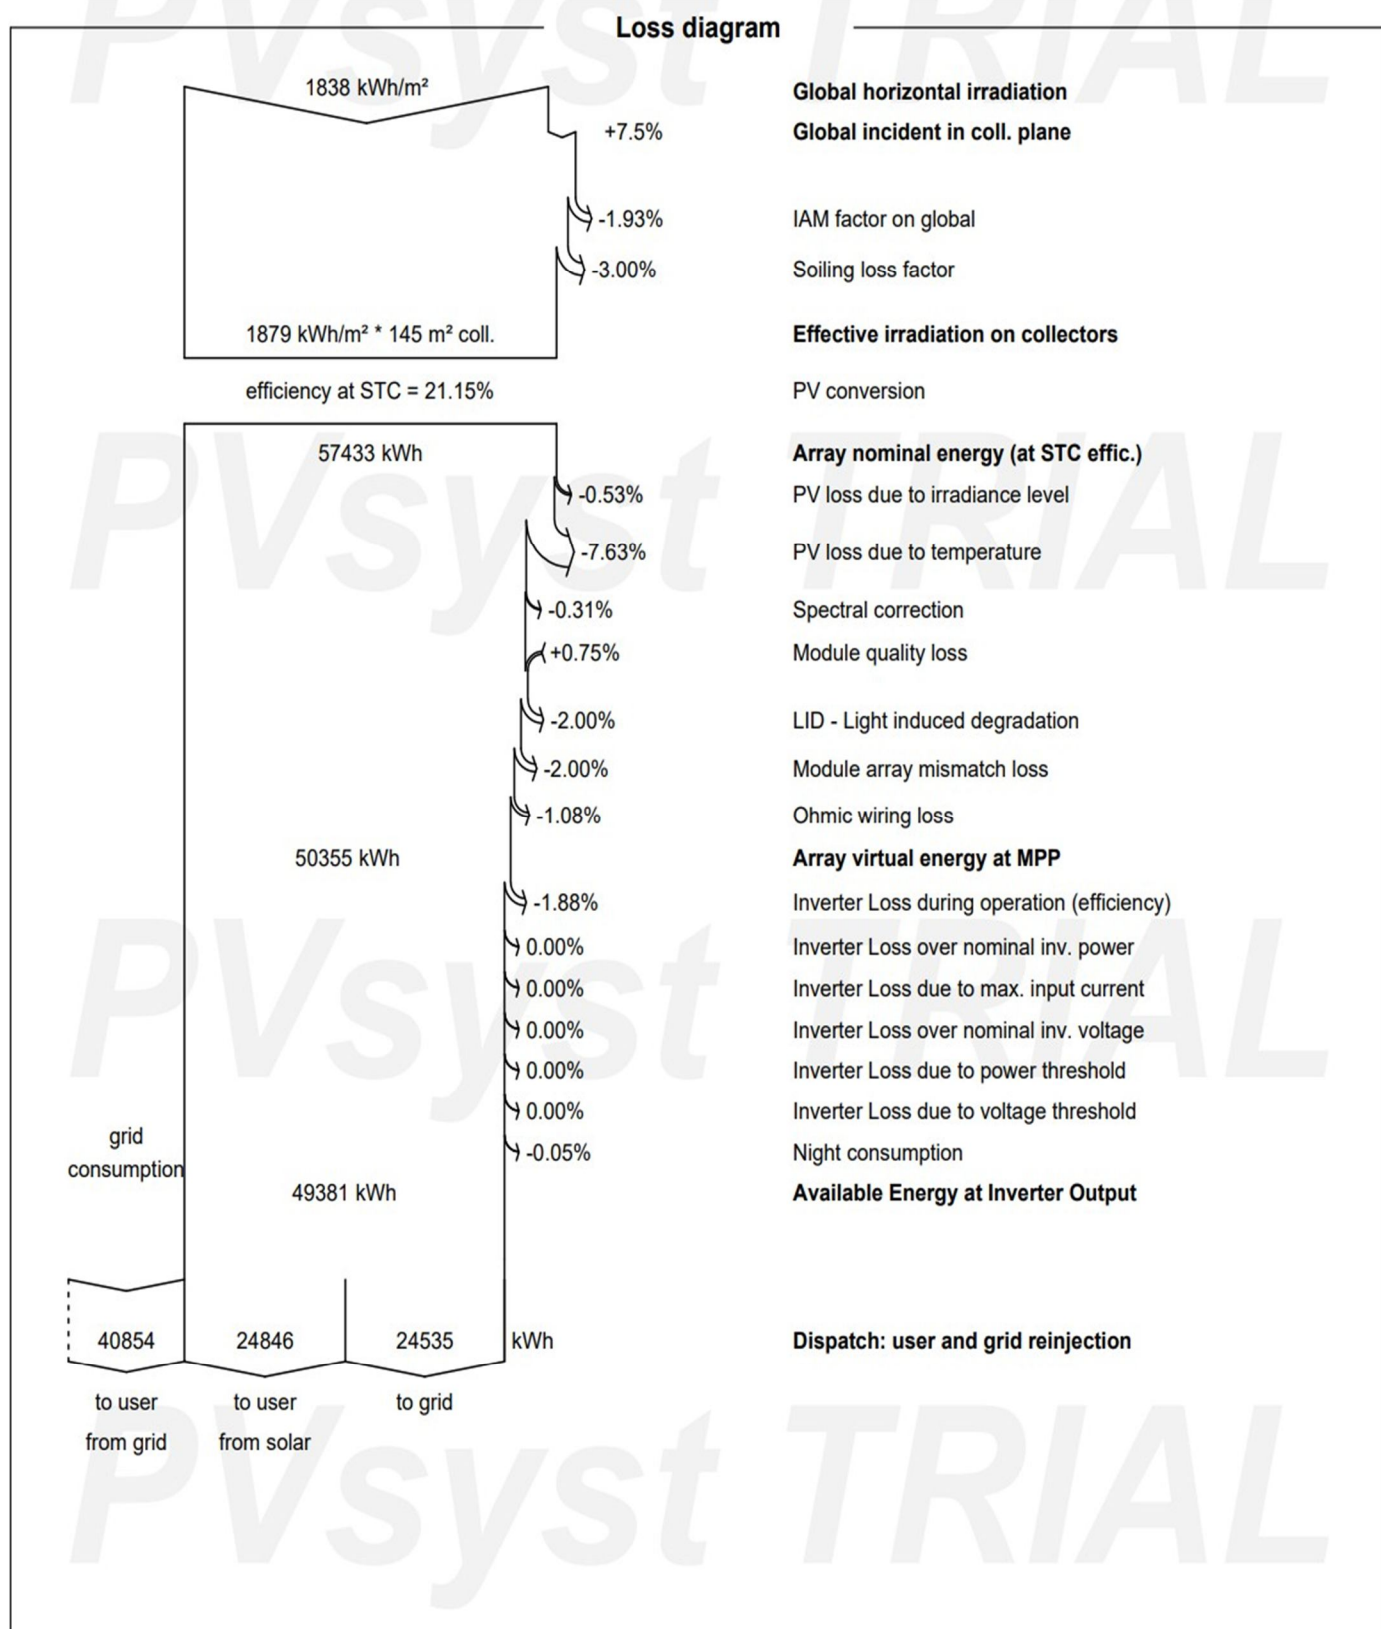 Loss diagram
1838 kWh/m² Global horizontal irradiation
+7.5% Global incident in coll. plane
-1.93% IAM factor on global
-3.00% Soiling loss factor
1879 kWh/m² * 145 m² coll. Effective irradiation on collectors
efficiency at STC = 21.15% PV conversion
57433 kWh Array nominal energy (at STC effic.)
-0.53% PV loss due to irradiance level
-7.63% PV loss due to temperature
-0.31% Spectral correction
+0.75% Module quality loss
-2.00% LID - Light induced degradation
-2.00% Module array mismatch loss
-1.08% Ohmic wiring loss
50355 kWh Array virtual energy at MPP
-1.88% Inverter Loss during operation (efficiency)
0.00% Inverter Loss over nominal inv. power
0.00% Inverter Loss due to max. input current
0.00% Inverter Loss over nominal inv. voltage
0.00% Inverter Loss due to power threshold
0.00% Inverter Loss due to voltage threshold
grid
consumption
-0.05% Night consumption
49381 kWh Available Energy at Inverter Output
40854 24846 24535 kWh Dispatch: user and grid reinjection
to user to user to grid
from grid from solar
PVsyst TRIAL
PVsyst TRIAL
PVsyst TRIAL
PVsyst TRIAL